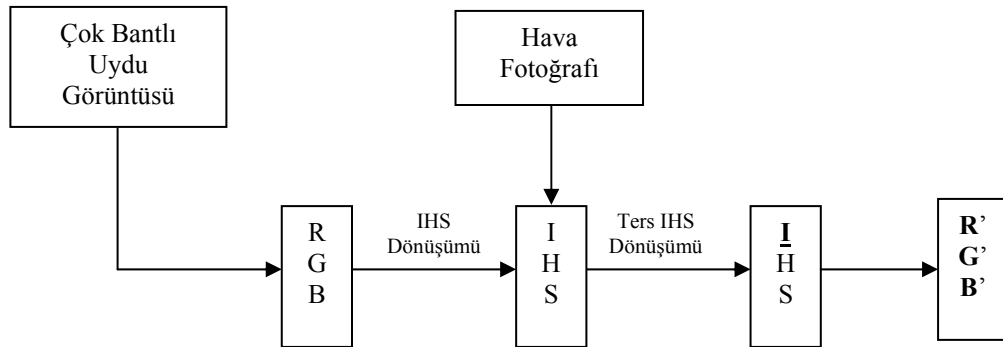 Çok Bantlı
Uydu
Görüntüsü
Hava
Fotoğrafı
R
G
B
IHS
Dönüşümü
I
H
S
Ters IHS
Dönüşümü
I
H
S
R’
G’
B’